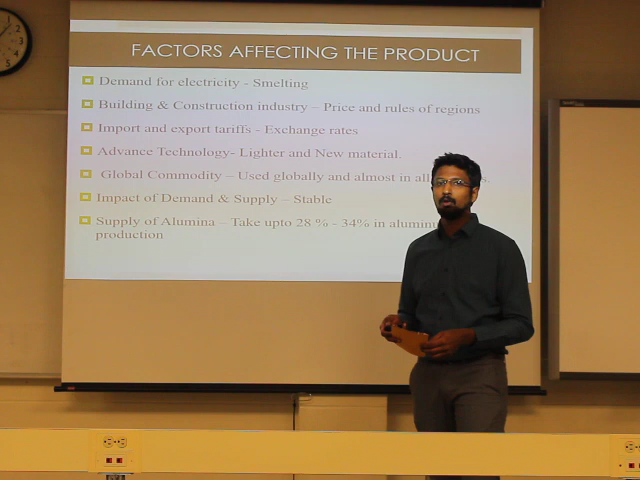 FACTORS AFFECTING THE PRODUCT
Demand for electricity - Smelting
Building & Construction industry – Price and rules of regions
Import and export tariffs - Exchange rates
Advance Technology- Lighter and New material.
Global Commodity – Used globally and almost in
Impact of Demand & Supply – Stable
Supply of Alumina – Take upto 28 % - 34% in
production